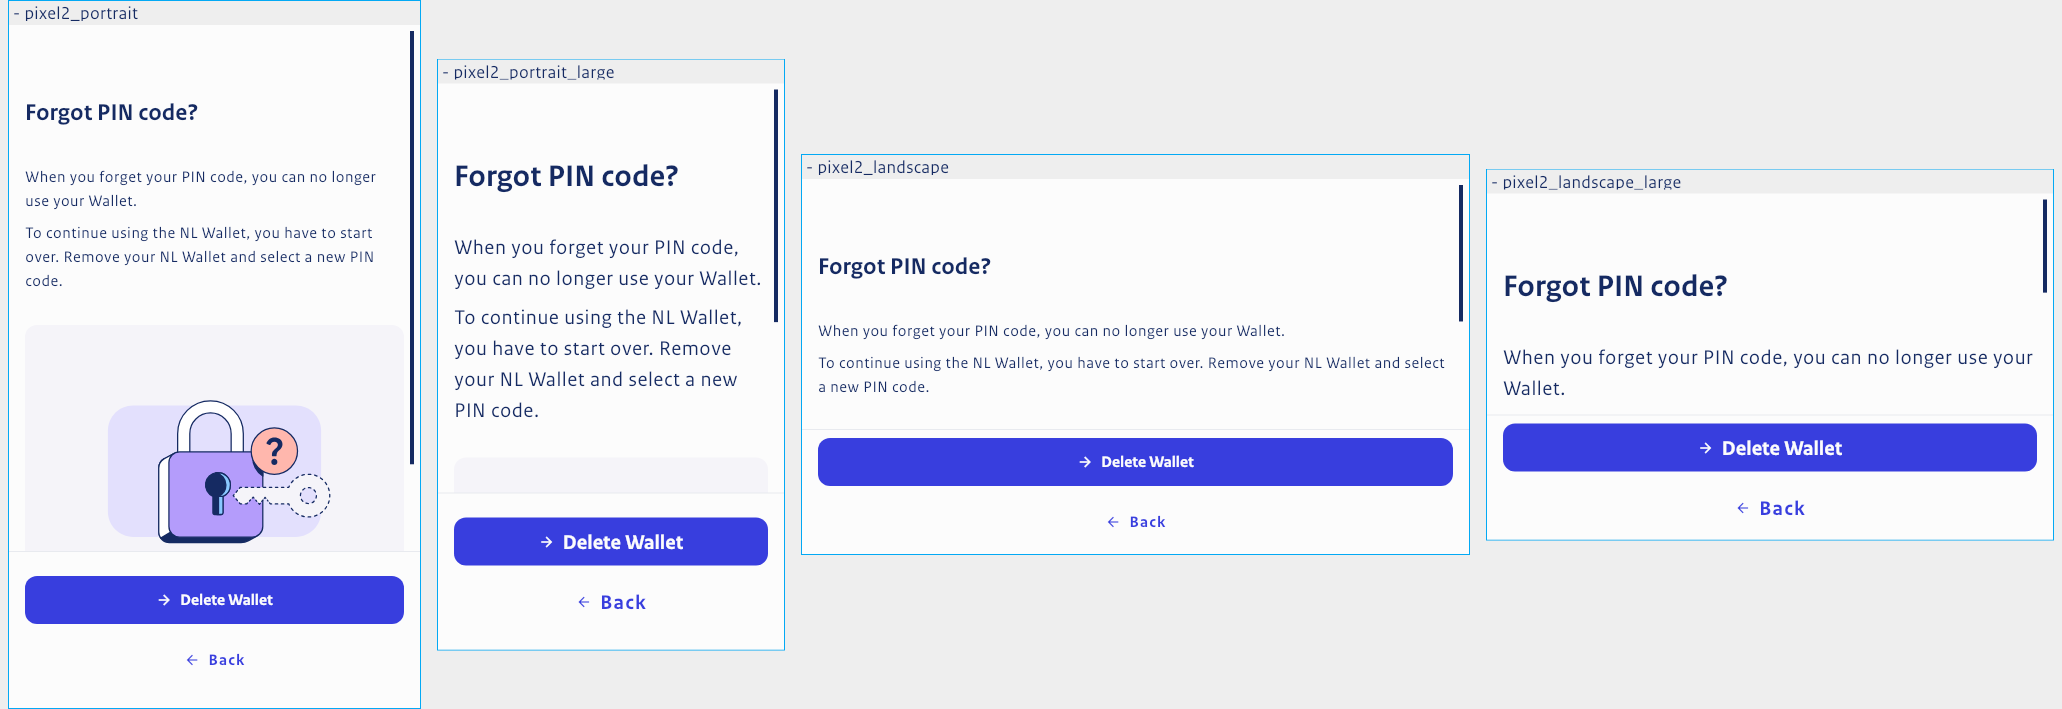 - pixel2_portrait
Forgot PIN code?
When you forget your PIN code, you can no longer
use your Wallet.
To continue using the NL Wallet, you have to start
over. Remove your NL Wallet and select a new PIN
code.
?
→ Delete Wallet
← Back
- pixel2_portrait_large
Forgot PIN code?
When you forget your PIN code,
you can no longer use your Wallet.
To continue using the NL Wallet,
you have to start over. Remove
your NL Wallet and select a new
PIN code.
→ Delete Wallet
← Back
- pixel2_landscape
Forgot PIN code?
When you forget your PIN code, you can no longer use your Wallet.
To continue using the NL Wallet, you have to start over. Remove your NL Wallet and select
a new PIN code.
→ Delete Wallet
← Back
- pixel2_landscape_large
Forgot PIN code?
When you forget your PIN code, you can no longer use your
Wallet.
→ Delete Wallet
← Back